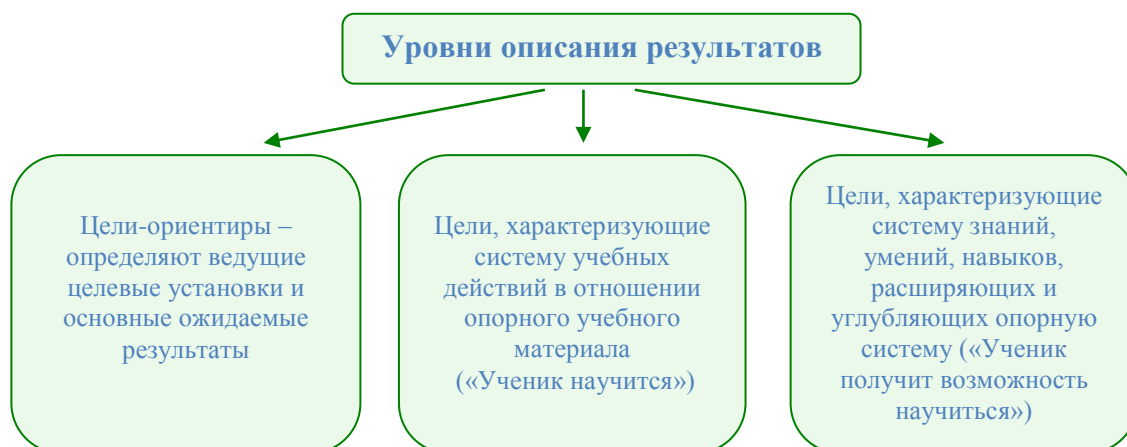 Уровни описания результатов
Цели-ориентиры –
определяют ведущие
целевые установки и
основные ожидаемые
результаты
Цели, характеризующие
систему учебных
действий в отношении
опорного учебного
материала
(«Ученик научится»)
Цели, характеризующие
систему знаний,
умений, навыков,
расширяющих и
углубляющих опорную
систему («Ученик
получит возможность
научиться»)